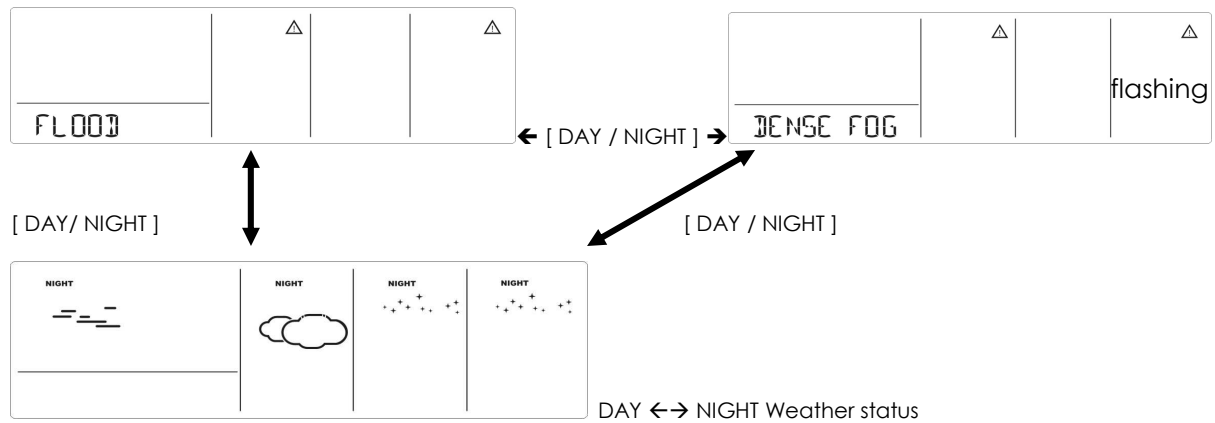 FLOOD
flashing
DENSE FOG
← [ DAY / NIGHT ] →
[ DAY/ NIGHT ]
[ DAY / NIGHT ]
NIGHT NIGHT NIGHT NIGHT
DAY ←→ NIGHT Weather status